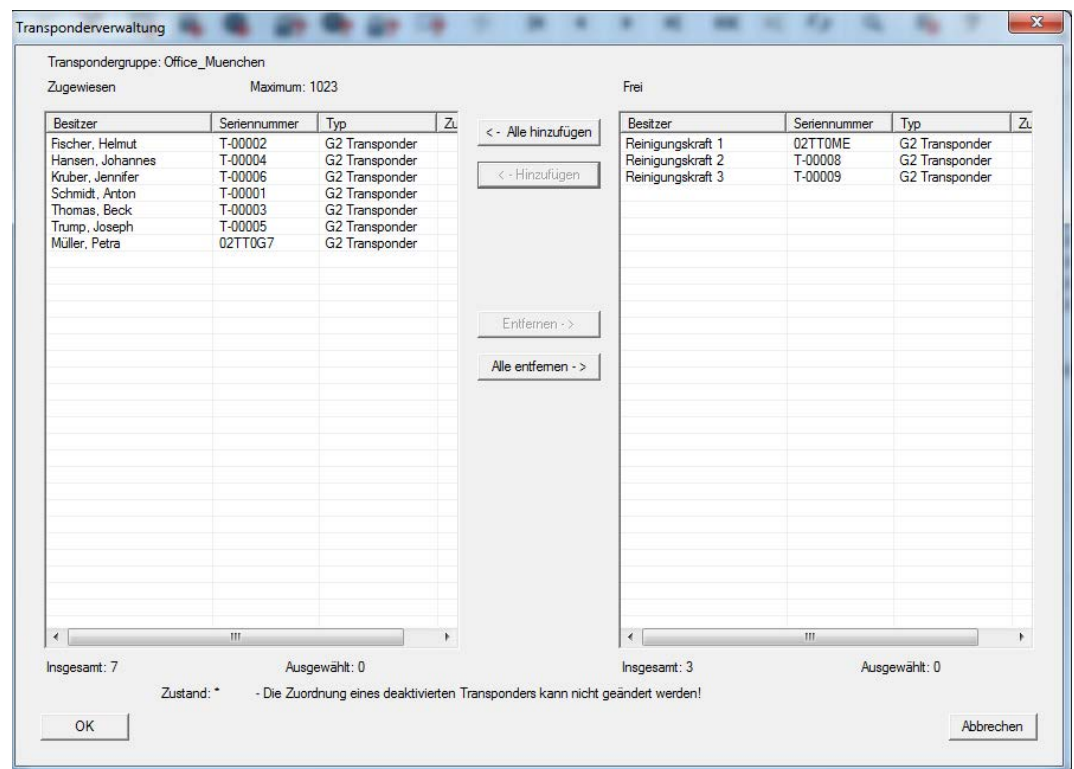 Transponderverwaltung
Transpondergruppe: Office_Muenchen
Zugewiesen Maximum: 1023 Frei
Besitzer Seriennummer Typ Zu
Fischer, Helmut T-00002 G2 Transponder
Hansen, Johannes T-00004 G2 Transponder
Kruber, Jennifer T-00006 G2 Transponder
Schmidt, Anton T-00001 G2 Transponder
Thomas, Beck T-00003 G2 Transponder
Trump, Joseph T-00005 G2 Transponder
Müller, Petra 02TT0G7 G2 Transponder
< - Alle hinzufügen
< - Hinzufügen
Entfernen - >
Alle entfernen - >
Besitzer Seriennummer Typ Zu
Reinigungskraft 1 02TT0ME G2 Transponder
Reinigungskraft 2 T-00008 G2 Transponder
Reinigungskraft 3 T-00009 G2 Transponder
Insgesamt: 7 Ausgewählt: 0 Insgesamt: 3 Ausgewählt: 0
Zustand: * - Die Zuordnung eines deaktivierten Transponders kann nicht geändert werden!
OK Abbrechen